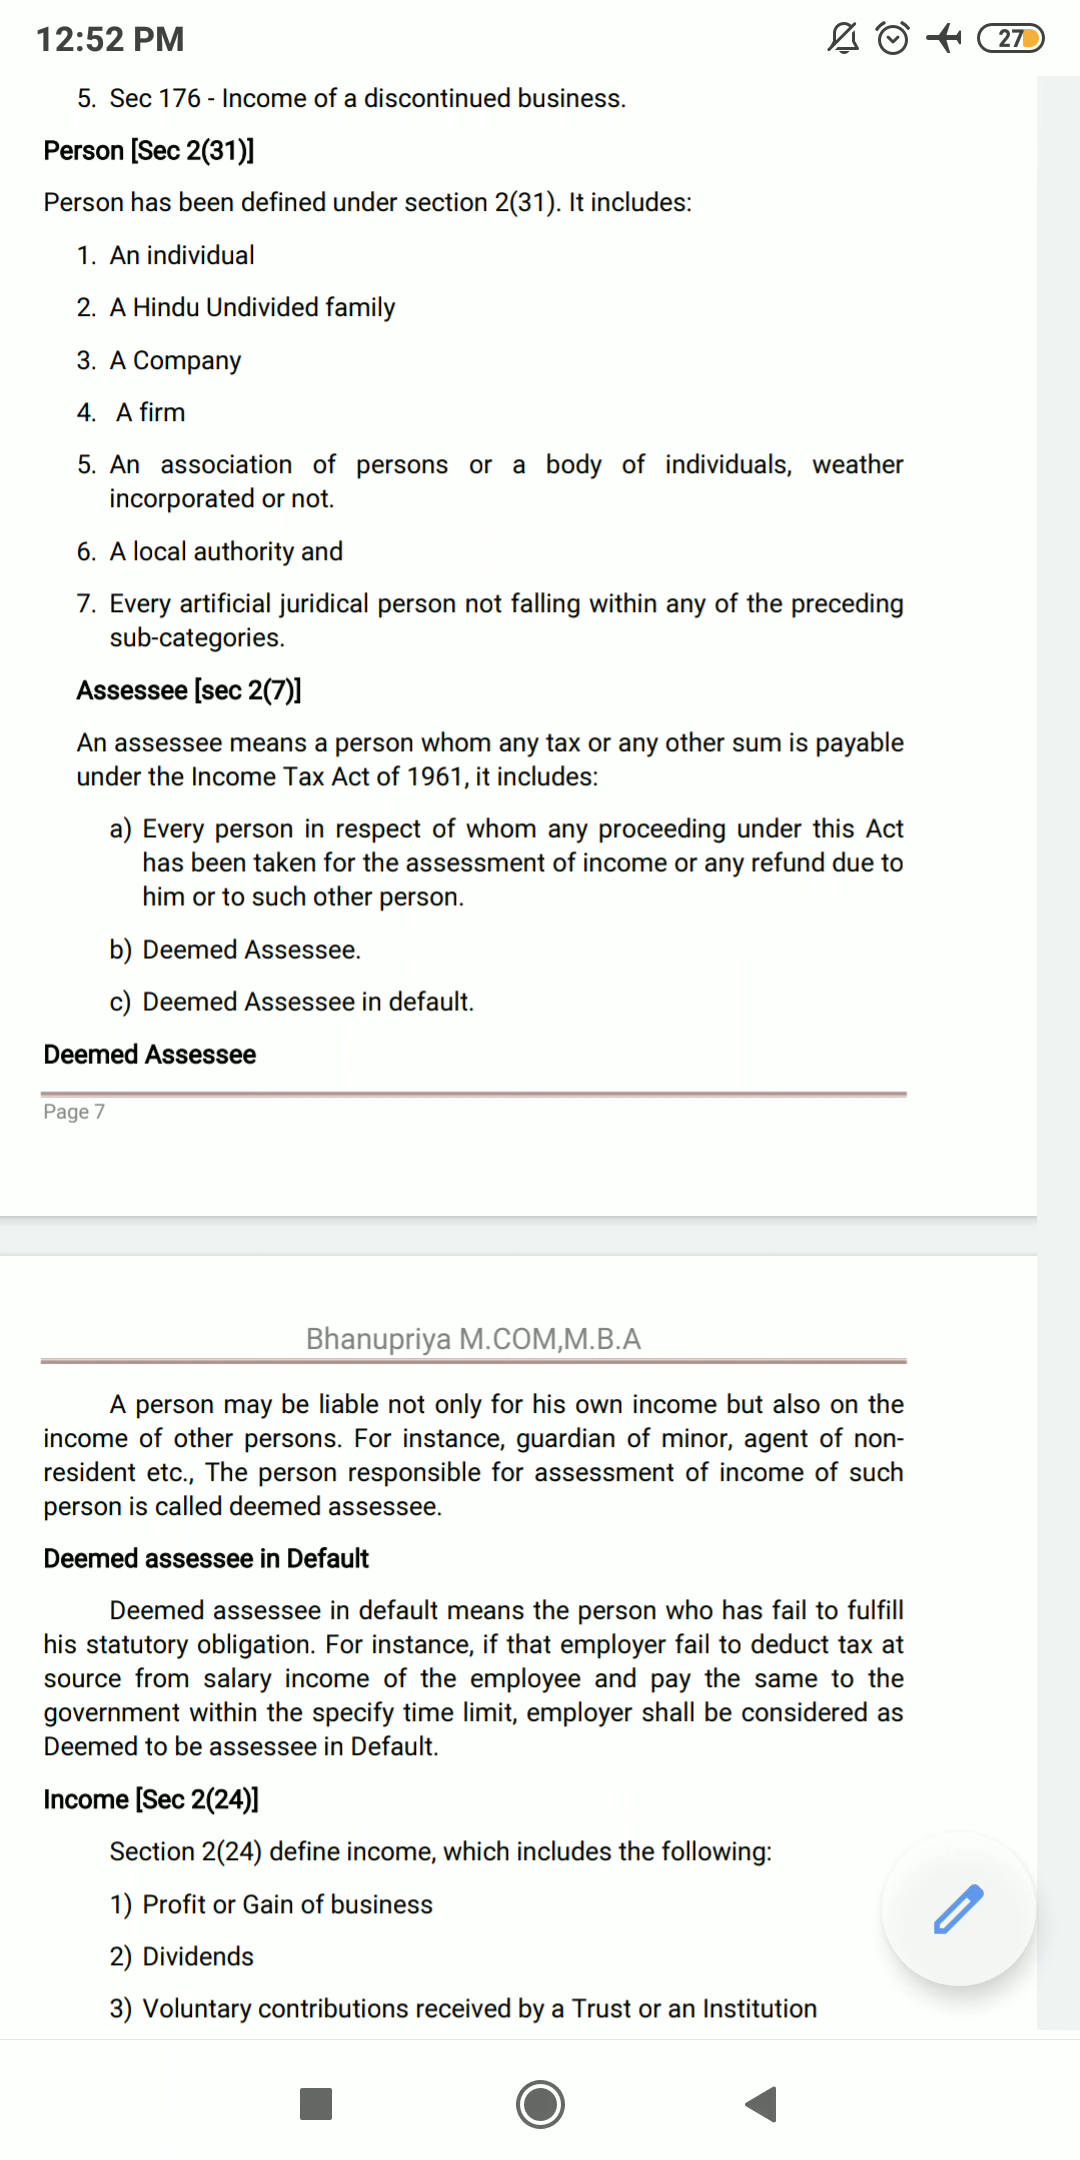 12:52 PM
27
5. Sec 176 - Income of a discontinued business.
Person [Sec 2(31)]
Person has been defined under section 2(31). It includes:
1. An individual
2. A Hindu Undivided family
3. A Company
4. A firm
5. An association of persons or a body of individuals, weather
incorporated or not.
6. A local authority and
7. Every artificial juridical person not falling within any of the preceding
sub-categories.
Assessee [sec 2(7)]
An assessee means a person whom any tax or any other sum is payable
under the Income Tax Act of 1961, it includes:
a) Every person in respect of whom any proceeding under this Act
has been taken for the assessment of income or any refund due to
him or to such other person.
b) Deemed Assessee.
c) Deemed Assessee in default.
Deemed Assessee
Page 7
Bhanupriya M.COM,M.B.A
A person may be liable not only for his own income but also on the
income of other persons. For instance, guardian of minor, agent of non-
resident etc., The person responsible for assessment of income of such
person is called deemed assessee.
Deemed assessee in Default
Deemed assessee in default means the person who has fail to fulfill
his statutory obligation. For instance, if that employer fail to deduct tax at
source from salary income of the employee and pay the same to the
government within the specify time limit, employer shall be considered as
Deemed to be assessee in Default.
Income [Sec 2(24)]
Section 2(24) define income, which includes the following:
1) Profit or Gain of business
2) Dividends
3) Voluntary contributions received by a Trust or an Institution